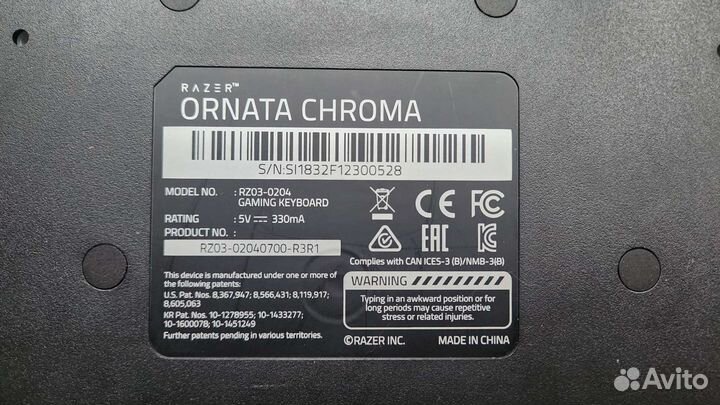 RAZER™
ORNATA CHROMA
S/N:SI1832F12300528
MODEL NO. : RZ03-0204
GAMING KEYBOARD
RATING : 5V ⎓ 330mA
PRODUCT NO. :
RZ03-02040700-R3R1
This device is manufactured under one or more of
the following patents:
U.S. Pat. Nos. 8,367,947; 8,566,431; 8,119,917;
8,605,063
KR Pat. Nos. 10-1278955; 10-1433277;
10-1600078; 10-1451249
Further patents pending in various territories.
CE FC
EAC
Complies with CAN ICES-3 (B)/NMB-3(B)
WARNING
Typing in an awkward position or for
long periods may cause repetitive
stress or related injuries.
©RAZER INC. MADE IN CHINA
Avito